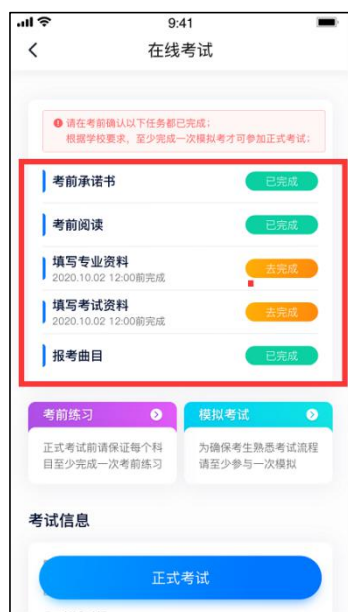 9:41
在线考试
请在考前确认以下任务都已完成：
根据学校要求，至少完成一次模拟考才可参加正式考试；
考前承诺书
已完成
考前阅读
已完成
填写专业资料
2020.10.02 12:00前完成
去完成
填写考试资料
2020.10.02 12:00前完成
去完成
报考曲目
已完成
考前练习
模拟考试
正式考试前请保证每个科
目至少完成一次考前练习
为确保考生熟悉考试流程
请至少参与一次模拟
考试信息
正式考试